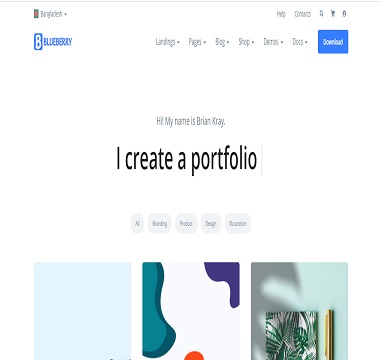 Bangladesh
Help Contacts
BLUEBERRY
Landings Pages Blog Shop Demos Docs Download
Hi! My name is Brian Kray.
I create a portfolio
All Branding Product Design Illustration